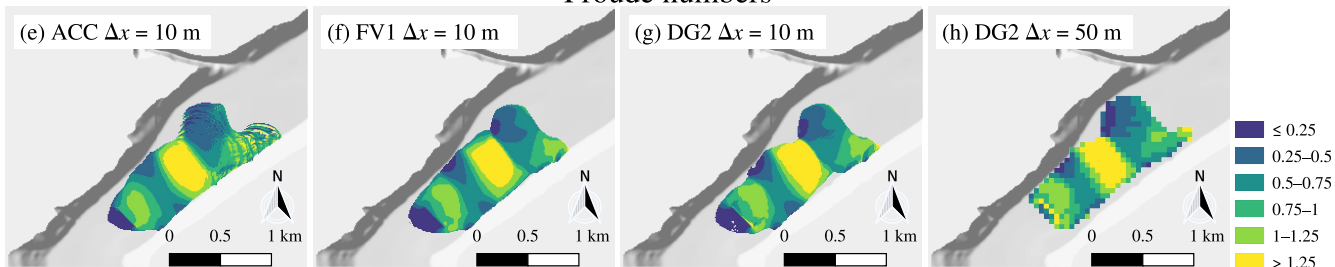 Froude numbers
(e) ACC Δx = 10 m
(f) FV1 Δx = 10 m
(g) DG2 Δx = 10 m
(h) DG2 Δx = 50 m
N
0 0.5 1 km
N
0 0.5 1 km
N
0 0.5 1 km
N
0 0.5 1 km
≤ 0.25
0.25–0.5
0.5–0.75
0.75–1
1–1.25
> 1.25